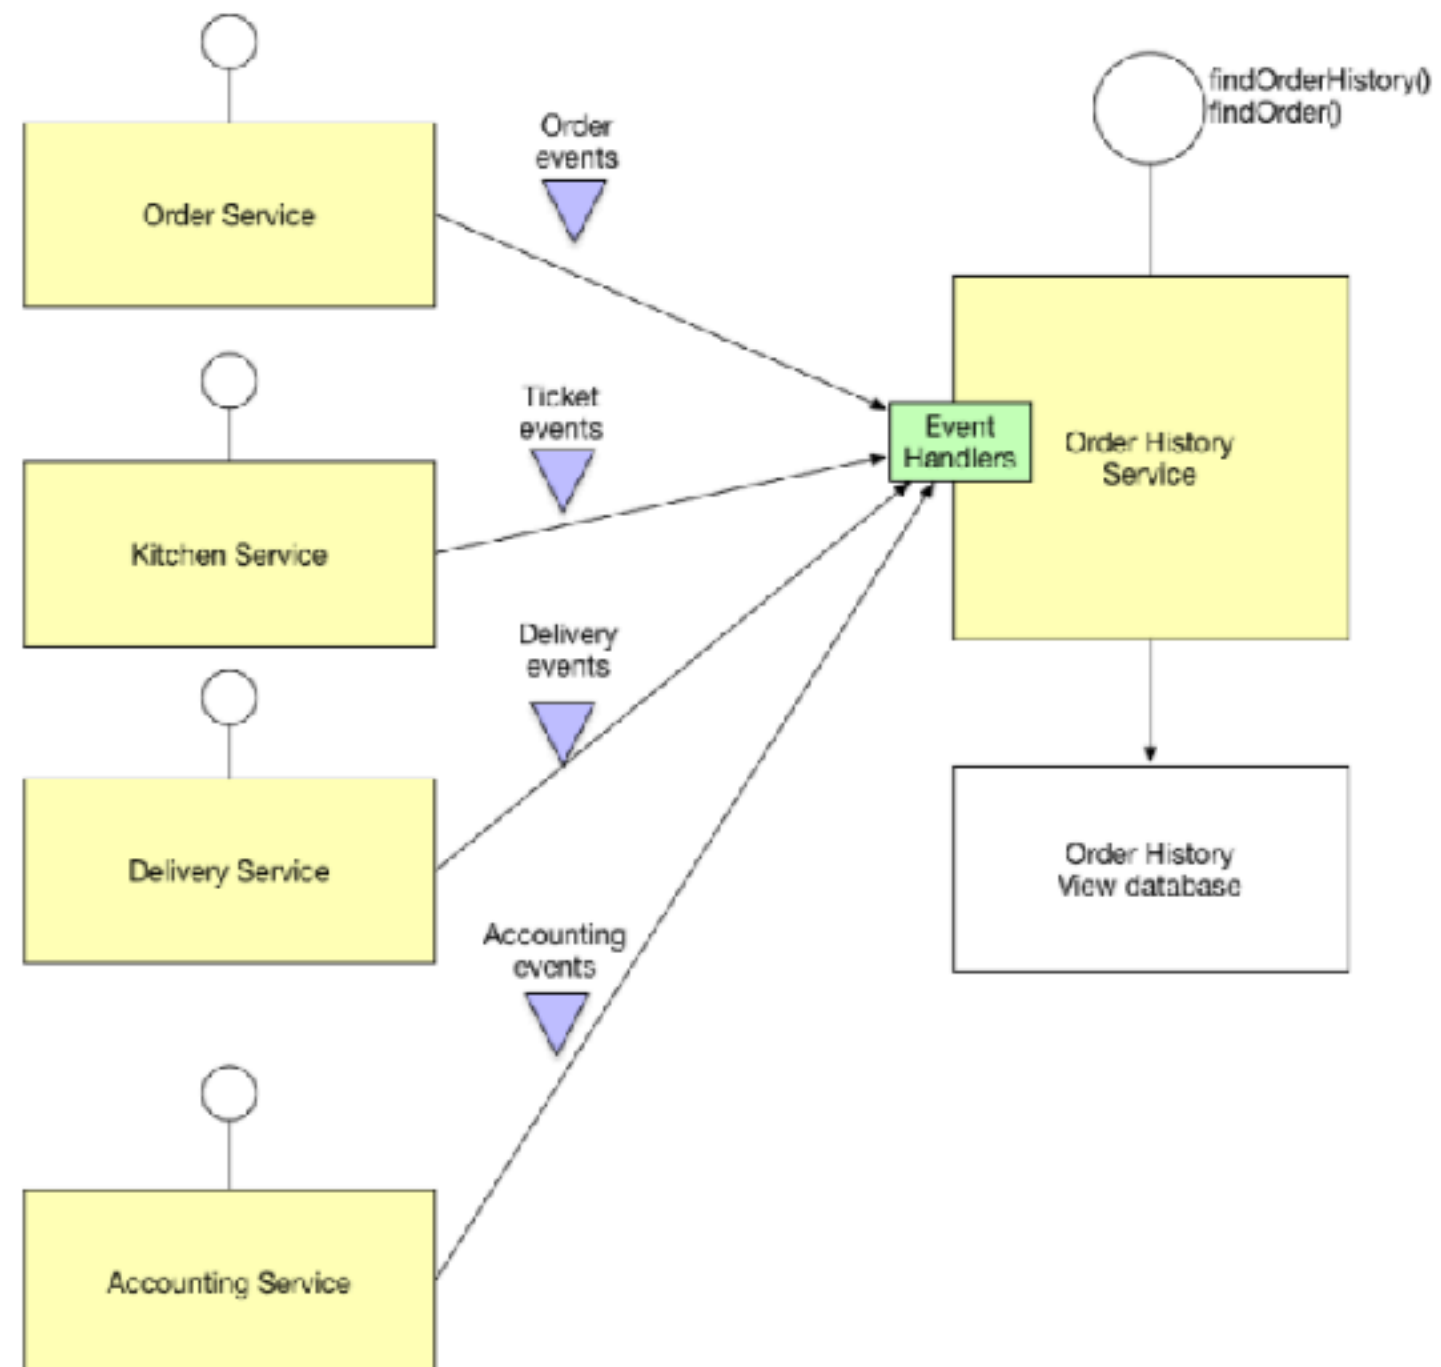 findOrderHistory()
findOrder()
Order
events
Order Service
Ticket
events
Event
Handlers
Order History
Service
Kitchen Service
Delivery
events
Delivery Service
Order History
View database
Accounting
events
Accounting Service